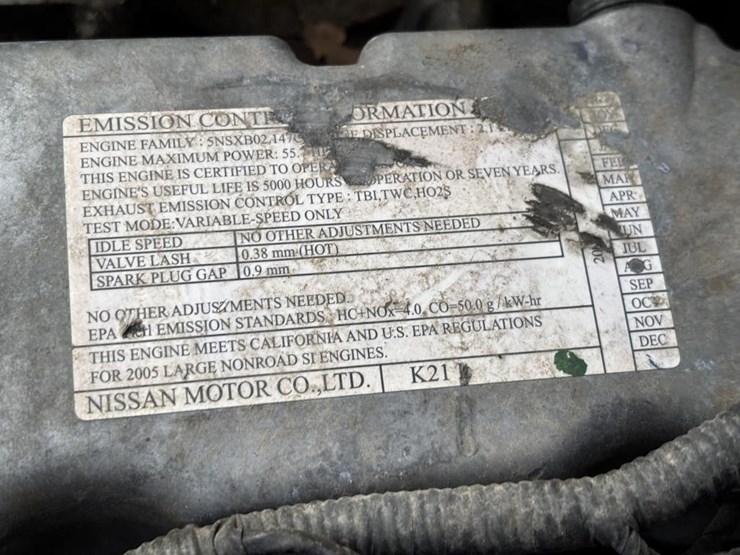 EMISSION CONT ORMATION
ENGINE FAMILY : 5NSXB02.147 DISPLACEMENT : 2.1
ENGINE MAXIMUM POWER: 55.
THIS ENGINE IS CERTIFIED TO OPER
ENGINE'S USEFUL LIFE IS 5000 HOURS OPERATION OR SEVEN YEARS.
EXHAUST EMISSION CONTROL TYPE : TBI,TWC,HO2S
TEST MODE:VARIABLE-SPEED ONLY
IDLE SPEED NO OTHER ADJUSTMENTS NEEDED
VALVE LASH 0.38 mm (HOT)
SPARK PLUG GAP 0.9 mm
NO OTHER ADJUSTMENTS NEEDED.
EPA EMISSION STANDARDS HC+NOx=4.0, CO=50.0 g / kW-hr
THIS ENGINE MEETS CALIFORNIA AND U.S. EPA REGULATIONS
FOR 2005 LARGE NONROAD SI ENGINES.
NISSAN MOTOR CO.,LTD. K21
20
FEB
MAR
APR
MAY
JUN
JUL
AUG
SEP
OCT
NOV
DEC